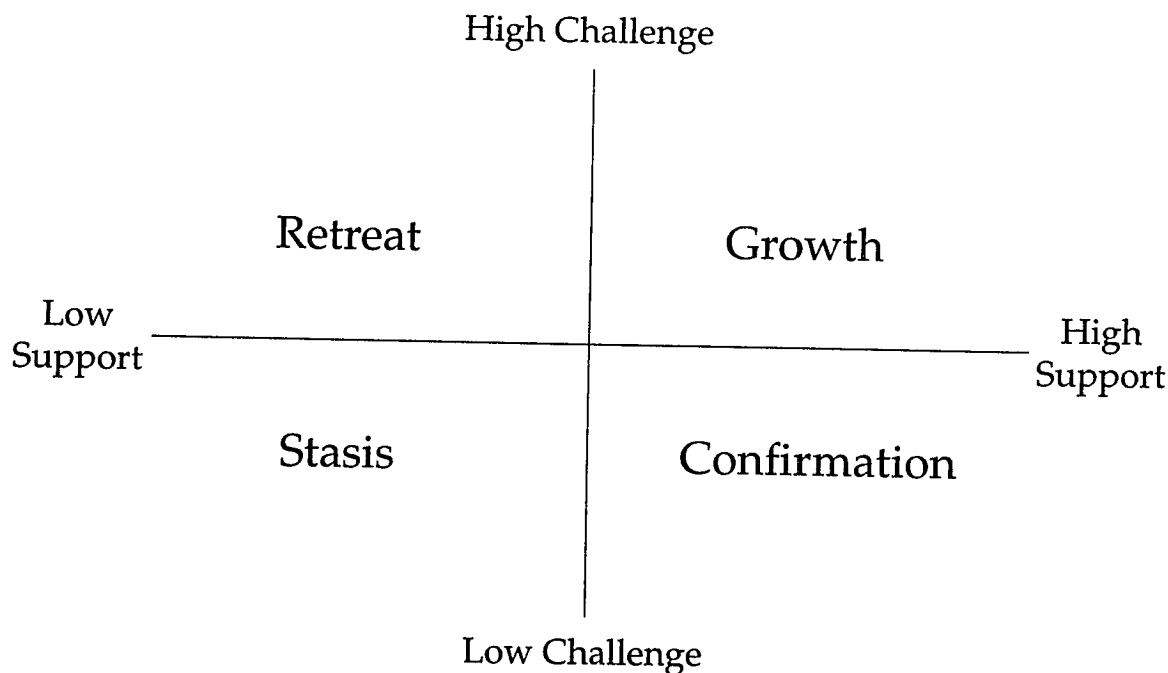 High Challenge
Retreat
Growth
Low
Support
High
Support
Stasis
Confirmation
Low Challenge